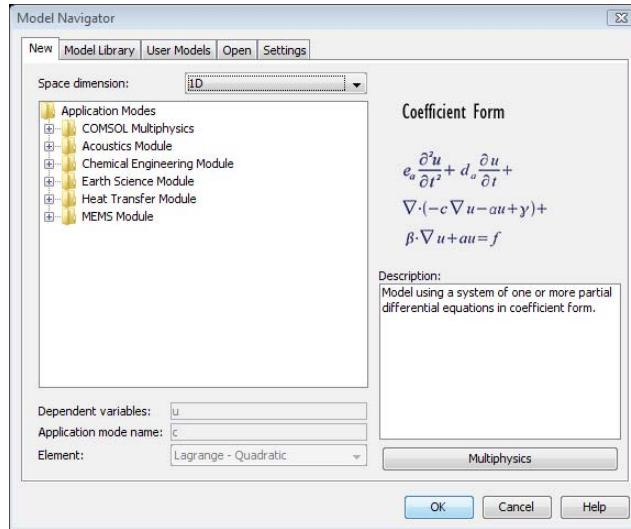 Model Navigator
New Model Library User Models Open Settings
Space dimension: 1D
Application Modes
COMSOL Multiphysics
Acoustics Module
Chemical Engineering Module
Earth Science Module
Heat Transfer Module
MEMS Module
Dependent variables: u
Application mode name: c
Element: Lagrange - Quadratic
Coefficient Form
eₐ ∂²u/∂t² + dₐ ∂u/∂t +
∇·(-c∇u-αu+γ)+
β·∇u+au=f
Description:
Model using a system of one or more partial
differential equations in coefficient form.
Multiphysics
OK Cancel Help